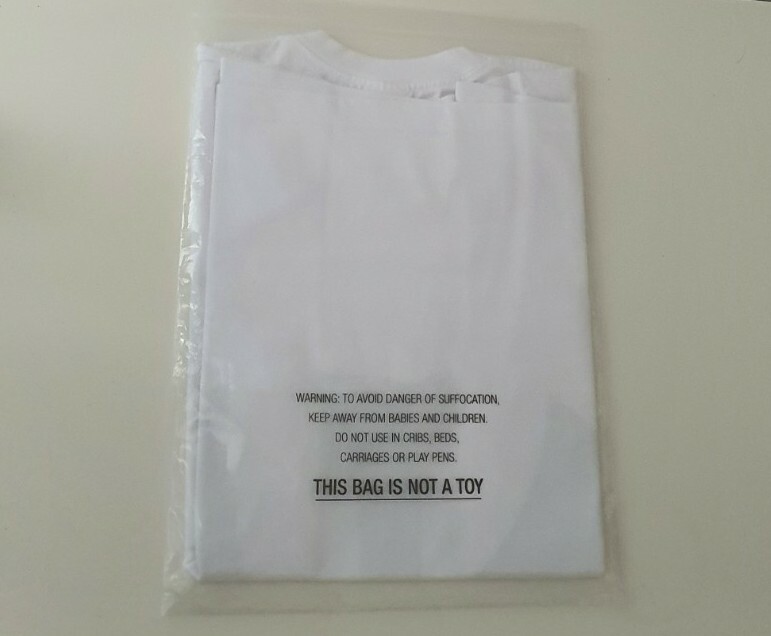 WARNING: TO AVOID DANGER OF SUFFOCATION,
KEEP AWAY FROM BABIES AND CHILDREN.
DO NOT USE IN CRIBS, BEDS,
CARRIAGES OR PLAY PENS.
THIS BAG IS NOT A TOY